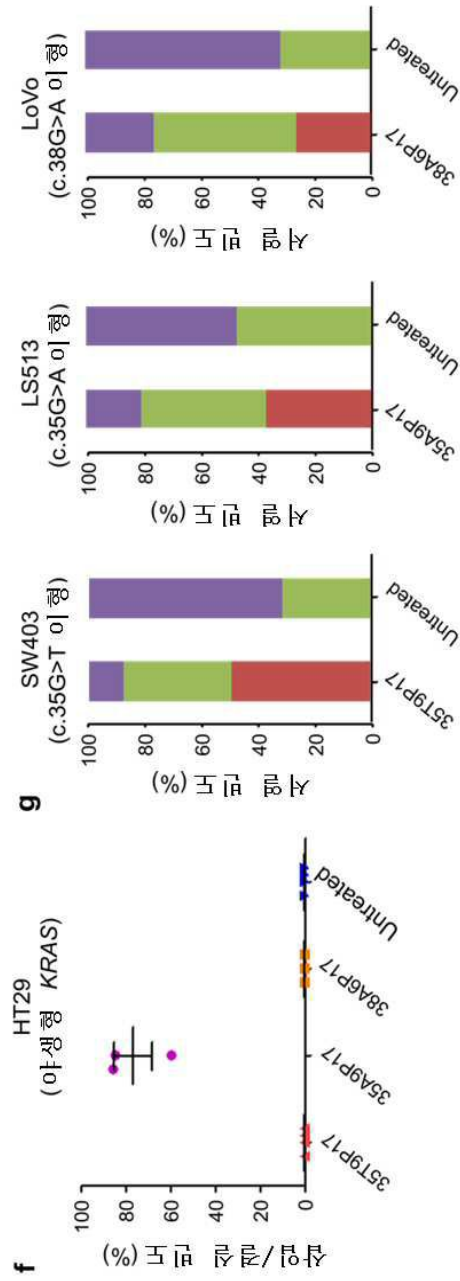 f
HT29
(야생형 KRAS)
삽입/결실 빈도 (%)
100
80
60
40
20
0
35T9P17
35A9P17
38A6P17
Untreated
g
SW403
(c.35G>T 이형)
서열 빈도 (%)
100
80
60
40
20
0
35T9P17
Untreated
LS513
(c.35G>A 이형)
서열 빈도 (%)
100
80
60
40
20
0
35A9P17
Untreated
LoVo
(c.38G>A 이형)
서열 빈도 (%)
100
80
60
40
20
0
38A6P17
Untreated